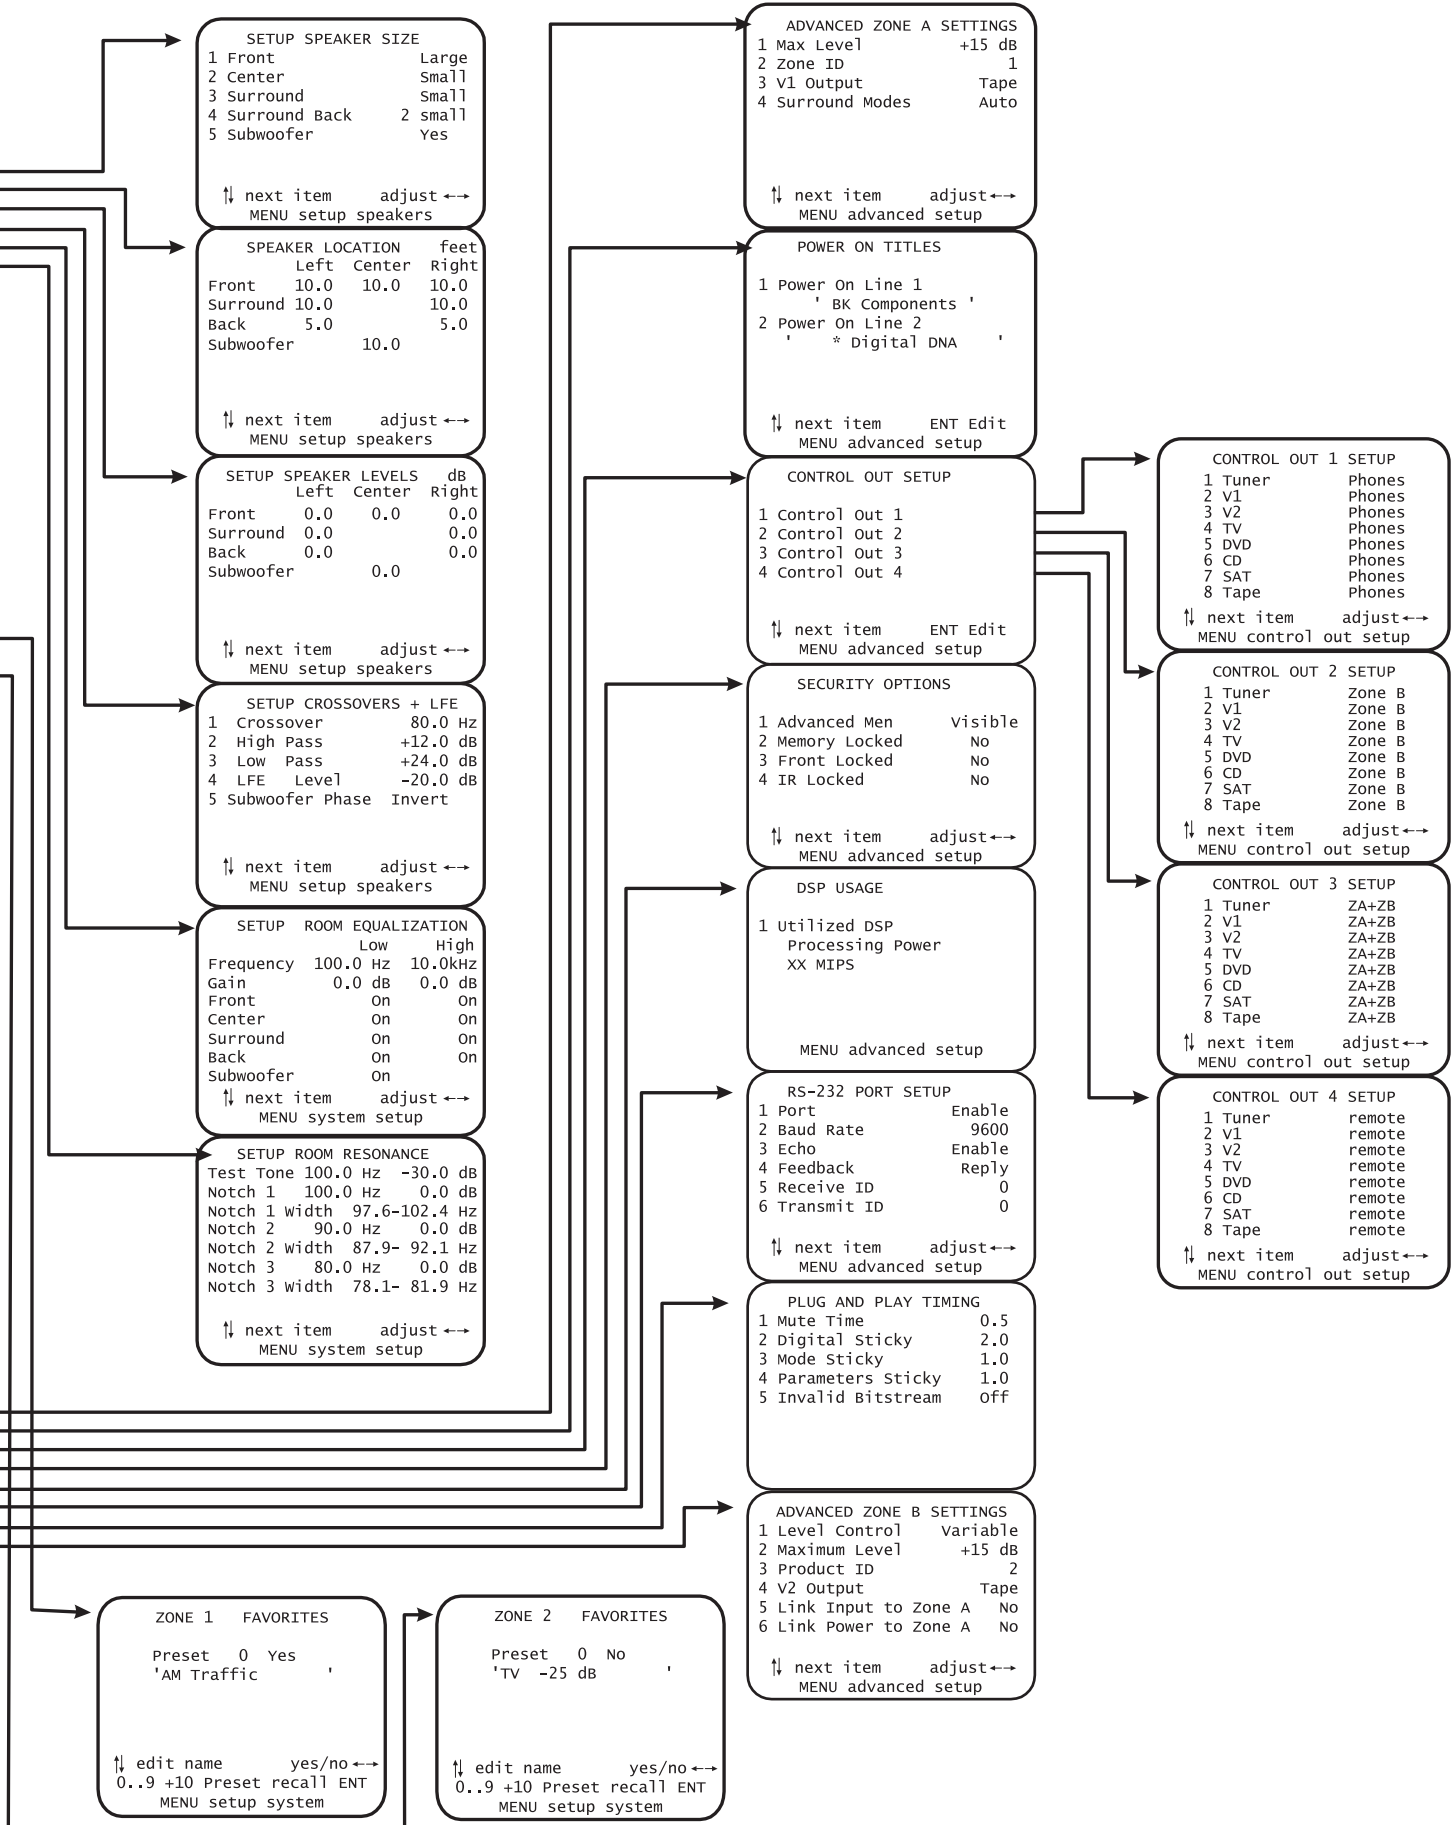 SETUP SPEAKER SIZE
1 Front Large
2 Center Small
3 Surround Small
4 Surround Back 2 small
5 Subwoofer Yes
next item adjust
MENU setup speakers
SPEAKER LOCATION feet
Left Center Right
Front 10.0 10.0 10.0
Surround 10.0 10.0
Back 5.0 5.0
Subwoofer 10.0
next item adjust
MENU setup speakers
SETUP SPEAKER LEVELS dB
Left Center Right
Front 0.0 0.0 0.0
Surround 0.0 0.0
Back 0.0 0.0
Subwoofer 0.0
next item adjust
MENU setup speakers
SETUP CROSSOVERS + LFE
1 Crossover 80.0 Hz
2 High Pass +12.0 dB
3 Low Pass +24.0 dB
4 LFE Level -20.0 dB
5 Subwoofer Phase Invert
next item adjust
MENU setup speakers
SETUP ROOM EQUALIZATION
Low High
Frequency 100.0 Hz 10.0kHz
Gain 0.0 dB 0.0 dB
Front On On
Center On On
Surround On On
Back On On
Subwoofer On
next item adjust
MENU system setup
SETUP ROOM RESONANCE
Test Tone 100.0 Hz -30.0 dB
Notch 1 100.0 Hz 0.0 dB
Notch 1 Width 97.6-102.4 Hz
Notch 2 90.0 Hz 0.0 dB
Notch 2 Width 87.9- 92.1 Hz
Notch 3 80.0 Hz 0.0 dB
Notch 3 Width 78.1- 81.9 Hz
next item adjust
MENU system setup
ZONE 1 FAVORITES
Preset 0 Yes
'AM Traffic '
edit name yes/no
0..9 +10 Preset recall ENT
MENU setup system
ZONE 2 FAVORITES
Preset 0 No
'TV -25 dB '
edit name yes/no
0..9 +10 Preset recall ENT
MENU setup system
ADVANCED ZONE A SETTINGS
1 Max Level +15 dB
2 Zone ID 1
3 V1 Output Tape
4 Surround Modes Auto
next item adjust
MENU advanced setup
POWER ON TITLES
1 Power On Line 1
' BK Components '
2 Power On Line 2
' * Digital DNA '
next item ENT Edit
MENU advanced setup
CONTROL OUT SETUP
1 Control Out 1
2 Control Out 2
3 Control Out 3
4 Control Out 4
next item ENT Edit
MENU advanced setup
SECURITY OPTIONS
1 Advanced Men Visible
2 Memory Locked No
3 Front Locked No
4 IR Locked No
next item adjust
MENU advanced setup
DSP USAGE
1 Utilized DSP
Processing Power
XX MIPS
MENU advanced setup
RS-232 PORT SETUP
1 Port Enable
2 Baud Rate 9600
3 Echo Enable
4 Feedback Reply
5 Receive ID 0
6 Transmit ID 0
next item adjust
MENU advanced setup
PLUG AND PLAY TIMING
1 Mute Time 0.5
2 Digital Sticky 2.0
3 Mode Sticky 1.0
4 Parameters Sticky 1.0
5 Invalid Bitstream Off
ADVANCED ZONE B SETTINGS
1 Level Control Variable
2 Maximum Level +15 dB
3 Product ID 2
4 V2 Output Tape
5 Link Input to Zone A No
6 Link Power to Zone A No
next item adjust
MENU advanced setup
CONTROL OUT 1 SETUP
1 Tuner Phones
2 V1 Phones
3 V2 Phones
4 TV Phones
5 DVD Phones
6 CD Phones
7 SAT Phones
8 Tape Phones
next item adjust
MENU control out setup
CONTROL OUT 2 SETUP
1 Tuner Zone B
2 V1 Zone B
3 V2 Zone B
4 TV Zone B
5 DVD Zone B
6 CD Zone B
7 SAT Zone B
8 Tape Zone B
next item adjust
MENU control out setup
CONTROL OUT 3 SETUP
1 Tuner ZA+ZB
2 V1 ZA+ZB
3 V2 ZA+ZB
4 TV ZA+ZB
5 DVD ZA+ZB
6 CD ZA+ZB
7 SAT ZA+ZB
8 Tape ZA+ZB
next item adjust
MENU control out setup
CONTROL OUT 4 SETUP
1 Tuner remote
2 V1 remote
3 V2 remote
4 TV remote
5 DVD remote
6 CD remote
7 SAT remote
8 Tape remote
next item adjust
MENU control out setup